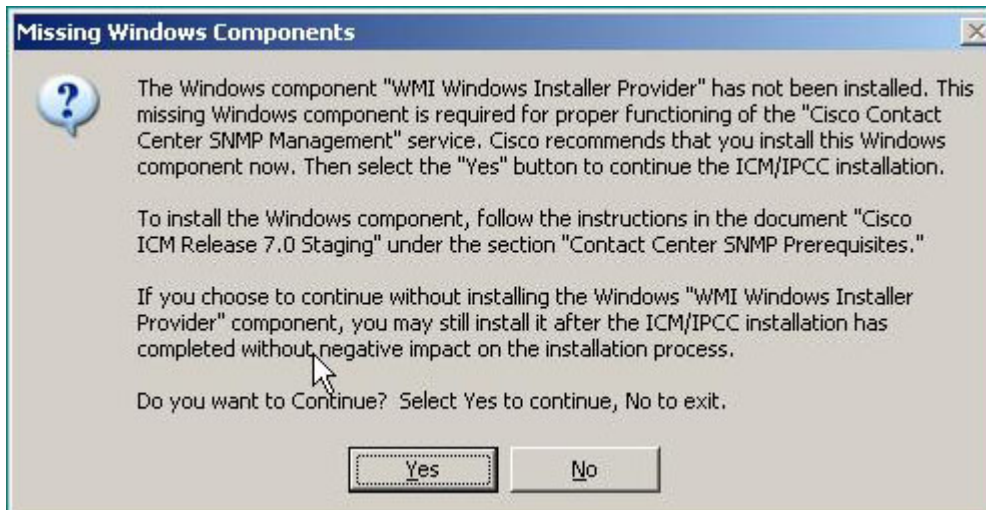 Missing Windows Components
The Windows component "WMI Windows Installer Provider" has not been installed. This
missing Windows component is required for proper functioning of the "Cisco Contact
Center SNMP Management" service. Cisco recommends that you install this Windows
component now. Then select the "Yes" button to continue the ICM/IPCC installation.
To install the Windows component, follow the instructions in the document "Cisco
ICM Release 7.0 Staging" under the section "Contact Center SNMP Prerequisites."
If you choose to continue without installing the Windows "WMI Windows Installer
Provider" component, you may still install it after the ICM/IPCC installation has
completed without negative impact on the installation process.
Do you want to Continue?  Select Yes to continue, No to exit.
Yes
No